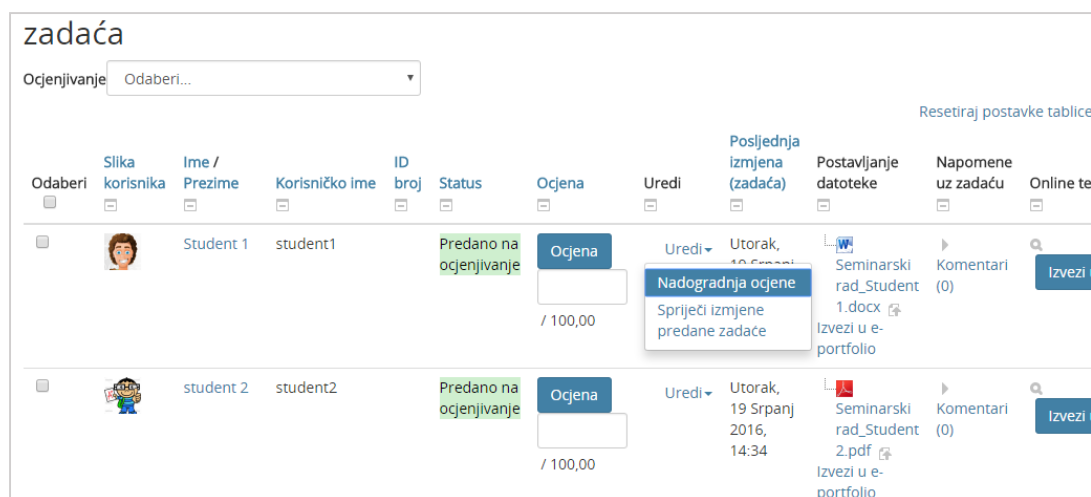 zadaća
Ocjenjivanje Odaberi...
Resetiraj postavke tablice
Odaberi
Slika
korisnika
Ime /
Prezime
Korisničko ime
ID
broj
Status
Ocjena
Uredi
Posljednja
izmjena
(zadaća)
Postavljanje
datoteke
Napomene
uz zadaću
Online
Student 1
student1
Predano na
ocjenjivanje
Ocjena
/ 100,00
Uredi
Nadogradnja ocjene
Spriječi izmjene
predane zadaće
Utorak,
19 Srpanj
Seminarski
rad_Student
1.docx
Izvezi u e-
portfolio
Komentari
(0)
Izvezi
student 2
student2
Predano na
ocjenjivanje
Ocjena
/ 100,00
Uredi
Utorak,
19 Srpanj
2016,
14:34
Seminarski
rad_Student
2.pdf
Izvezi u e-
portfolio
Komentari
(0)
Izvezi